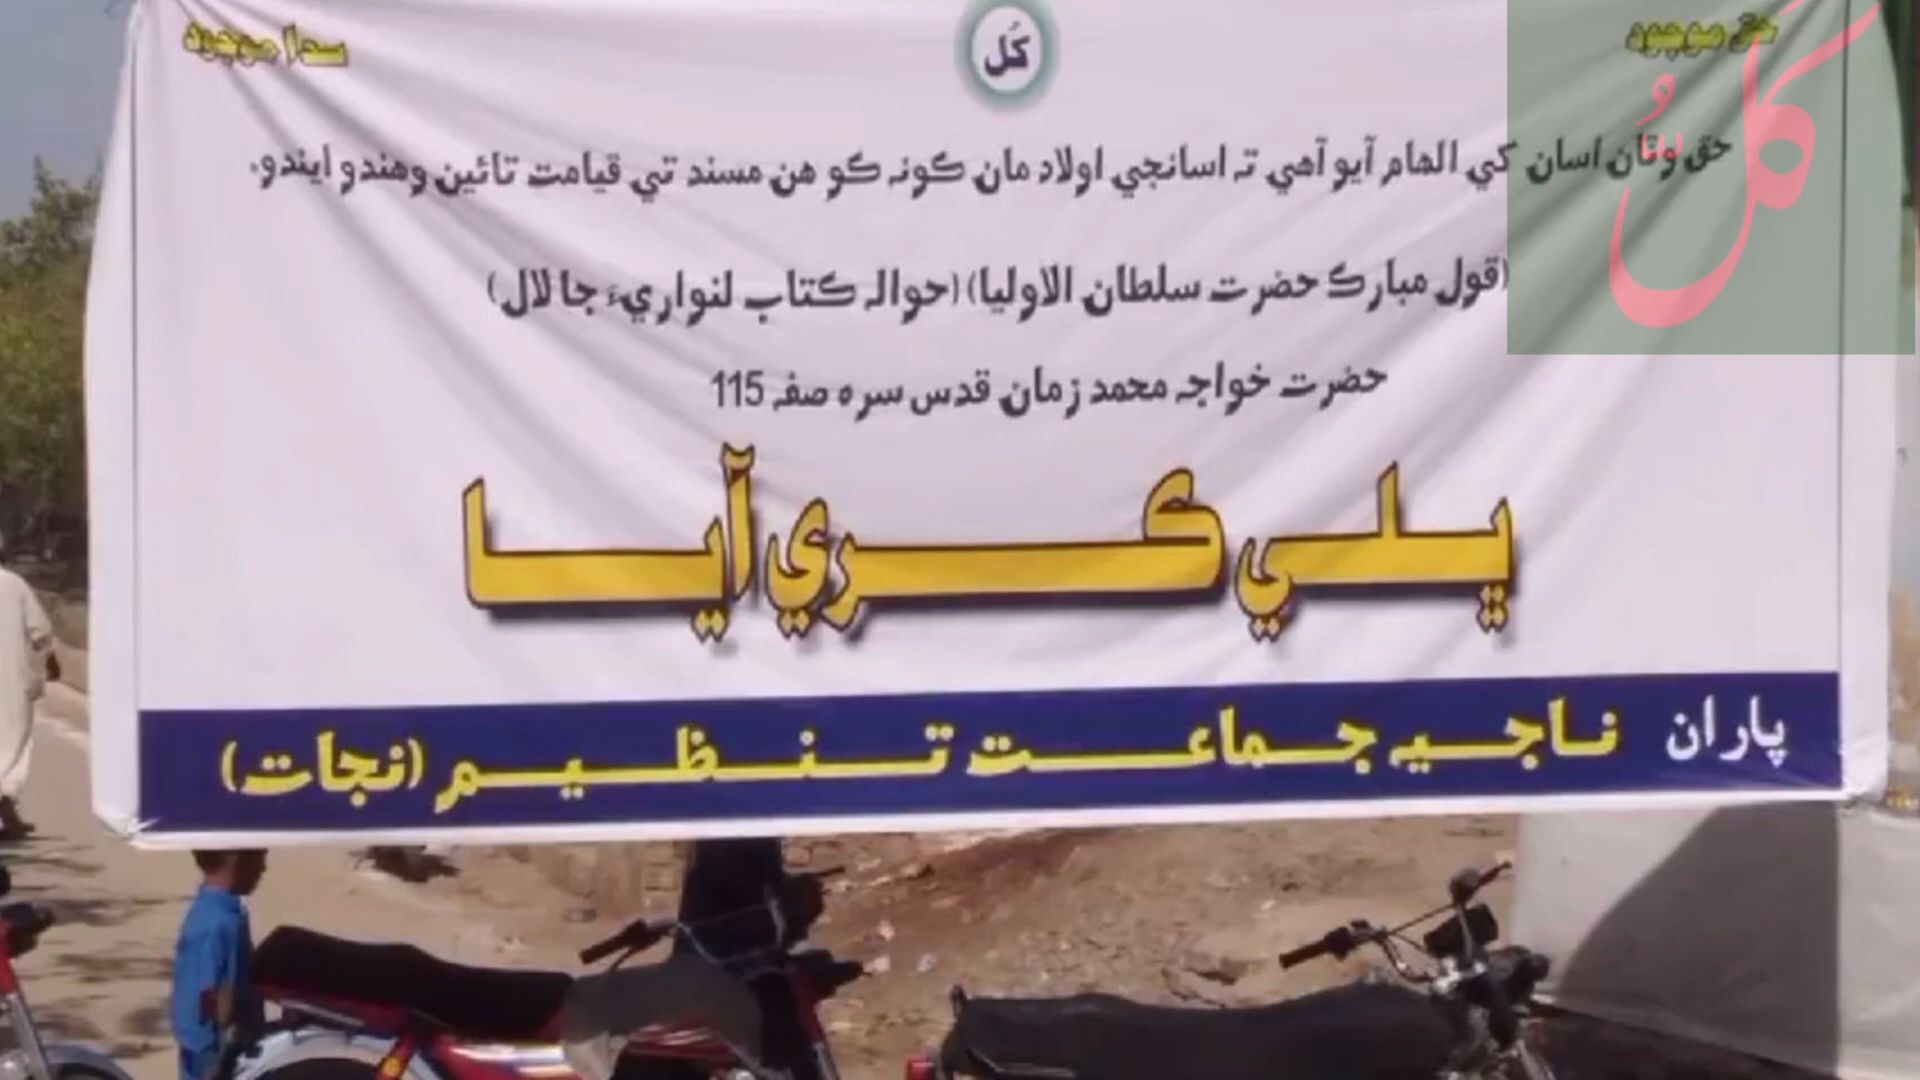 حق موجود
سدا موجود
کُل
کُل
حق وٽان اسان کي الهام آيو آهي تہ اسانجي اولاد مان ڪونہ ڪو هن مسند تي قيامت تائين وهندو ايندو.
(قول مبارڪ حضرت سلطان الاوليا) (حوالہ ڪتاب لنواريءَ جا لال)
حضرت خواجہ محمد زمان قدس سره صفہ 115
ڀلي ڪري آيا
پاران ناجيہ جماعت تنظيم (نجات)